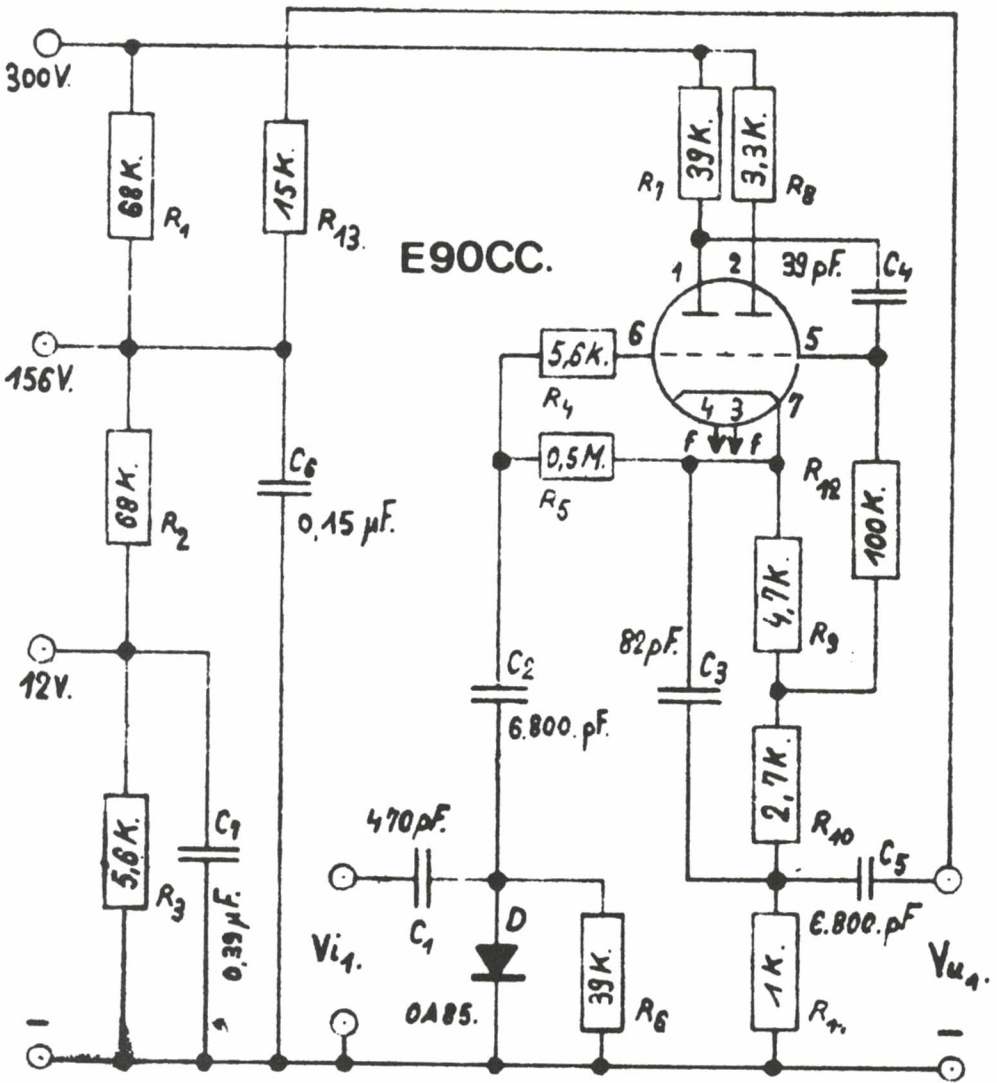 300V.
68K.
R1
15K.
R13.
E90CC.
39K.
R7
3,3K.
R8
1
2
39pF.
C4
156V.
6
5
5,6K.
R4
4
3
7
f
f
0,5M.
R5
R12
100K.
68K.
R2
C6
0,15 µF.
4,7K.
R9
12V.
C2
6.800.pF.
82pF.
C3
2,7K.
R10
5,6K.
R3
C7
0,39µF.
470pF.
C1
Vi1.
D
OA85.
39K.
R6
C5
6.800.pF
1K.
Vu1.
-
-